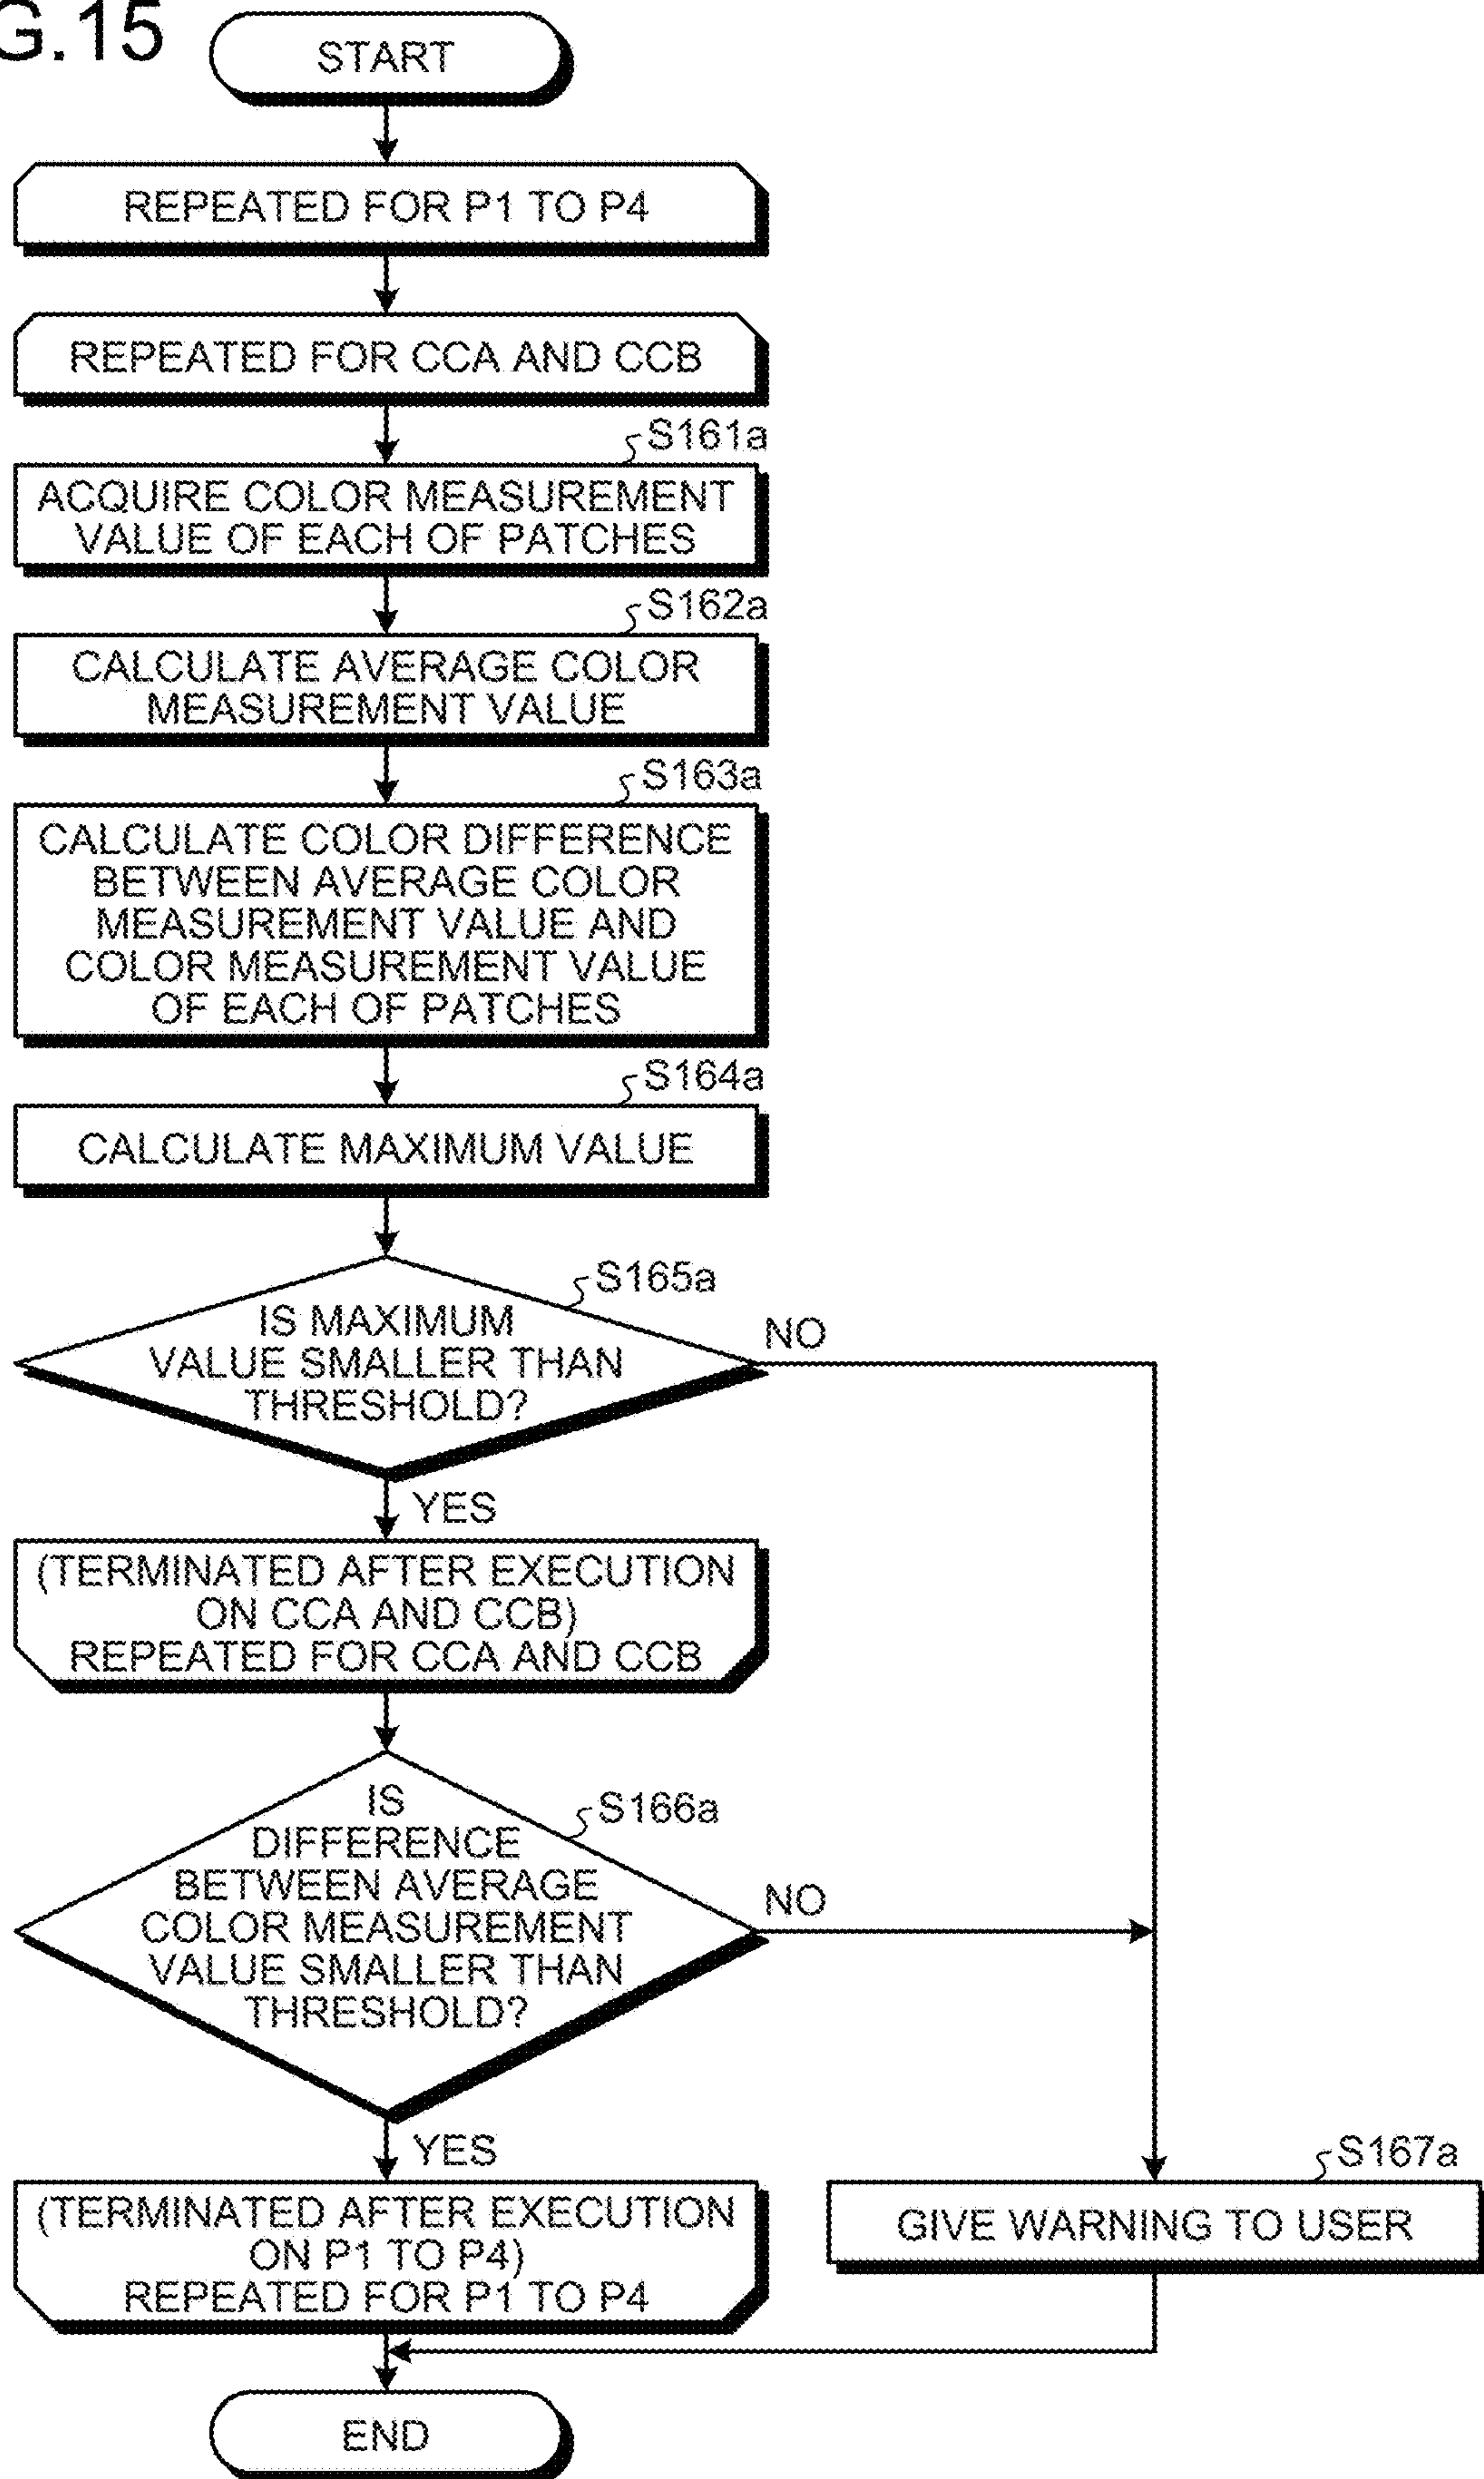 G.15
START
REPEATED FOR P1 TO P4
REPEATED FOR CCA AND CCB
S161a
ACQUIRE COLOR MEASUREMENT
VALUE OF EACH OF PATCHES
S162a
CALCULATE AVERAGE COLOR
MEASUREMENT VALUE
S163a
CALCULATE COLOR DIFFERENCE
BETWEEN AVERAGE COLOR
MEASUREMENT VALUE AND
COLOR MEASUREMENT VALUE
OF EACH OF PATCHES
S164a
CALCULATE MAXIMUM VALUE
S165a
IS MAXIMUM
VALUE SMALLER THAN
THRESHOLD?
NO
YES
(TERMINATED AFTER EXECUTION
ON CCA AND CCB)
REPEATED FOR CCA AND CCB
S166a
IS
DIFFERENCE
BETWEEN AVERAGE
COLOR MEASUREMENT
VALUE SMALLER THAN
THRESHOLD?
NO
YES
(TERMINATED AFTER EXECUTION
ON P1 TO P4)
REPEATED FOR P1 TO P4
S167a
GIVE WARNING TO USER
END